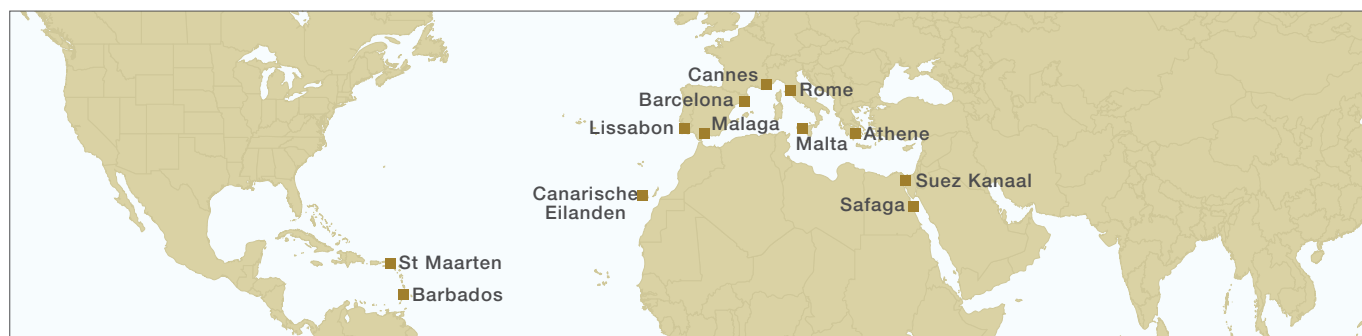 Cannes
Rome
Barcelona
Lissabon
Malaga
Malta
Athene
Suez Kanaal
Canarische
Eilanden
Safaga
St Maarten
Barbados